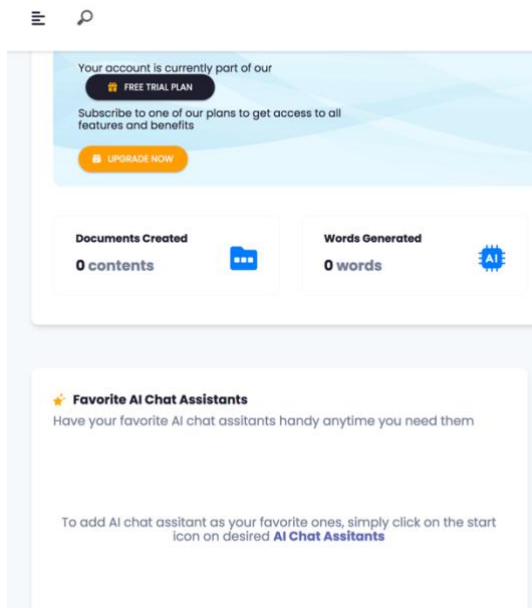 Your account is currently part of our
FREE TRIAL PLAN
Subscribe to one of our plans to get access to all
features and benefits
UPGRADE NOW
Documents Created
0 contents
Words Generated
0 words
AI
Favorite AI Chat Assistants
Have your favorite AI chat assitants handy anytime you need them
To add AI chat assitant as your favorite ones, simply click on the start
icon on desired AI Chat Assitants